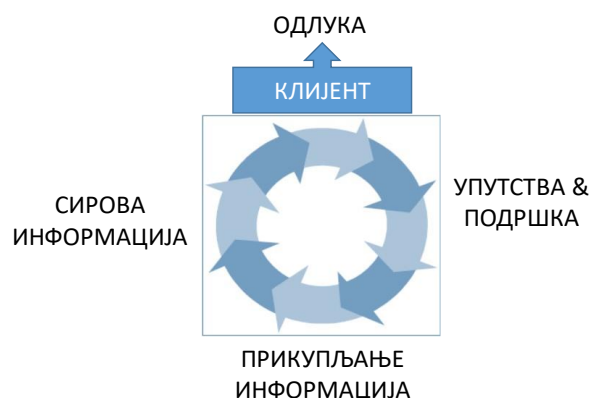 ОДЛУКА
КЛИЈЕНТ
УПУТСТВА &
ПОДРШКА
СИРОВА
ИНФОРМАЦИЈА
ПРИКУПЉАЊЕ
ИНФОРМАЦИЈА